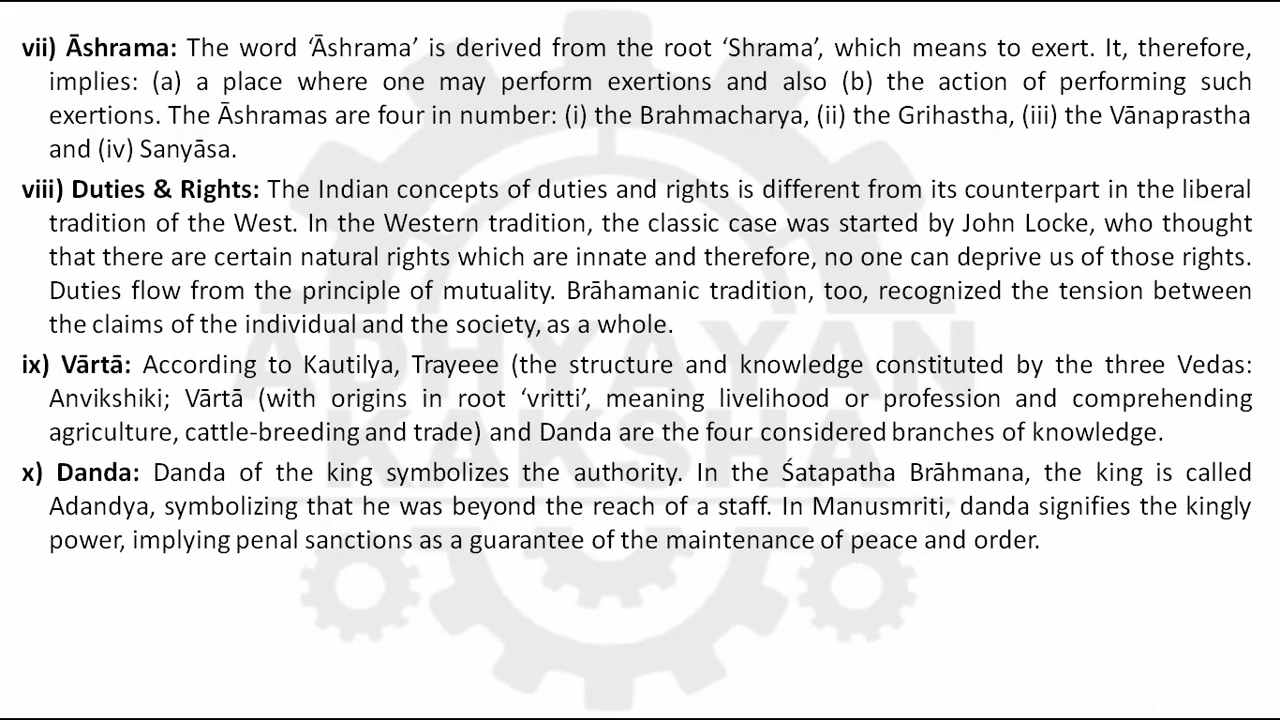 vii) Āshrama: The word ‘Āshrama’ is derived from the root ‘Shrama’, which means to exert. It, therefore,
implies: (a) a place where one may perform exertions and also (b) the action of performing such
exertions. The Āshramas are four in number: (i) the Brahmacharya, (ii) the Grihastha, (iii) the Vānaprastha
and (iv) Sanyāsa.
viii) Duties & Rights: The Indian concepts of duties and rights is different from its counterpart in the liberal
tradition of the West. In the Western tradition, the classic case was started by John Locke, who thought
that there are certain natural rights which are innate and therefore, no one can deprive us of those rights.
Duties flow from the principle of mutuality. Brāhamanic tradition, too, recognized the tension between
the claims of the individual and the society, as a whole.
ix) Vārtā: According to Kautilya, Trayeee (the structure and knowledge constituted by the three Vedas:
Anvikshiki; Vārtā (with origins in root ‘vritti’, meaning livelihood or profession and comprehending
agriculture, cattle-breeding and trade) and Danda are the four considered branches of knowledge.
x) Danda: Danda of the king symbolizes the authority. In the Śatapatha Brāhmana, the king is called
Adandya, symbolizing that he was beyond the reach of a staff. In Manusmriti, danda signifies the kingly
power, implying penal sanctions as a guarantee of the maintenance of peace and order.
ADHYAYAN
KAKSHA